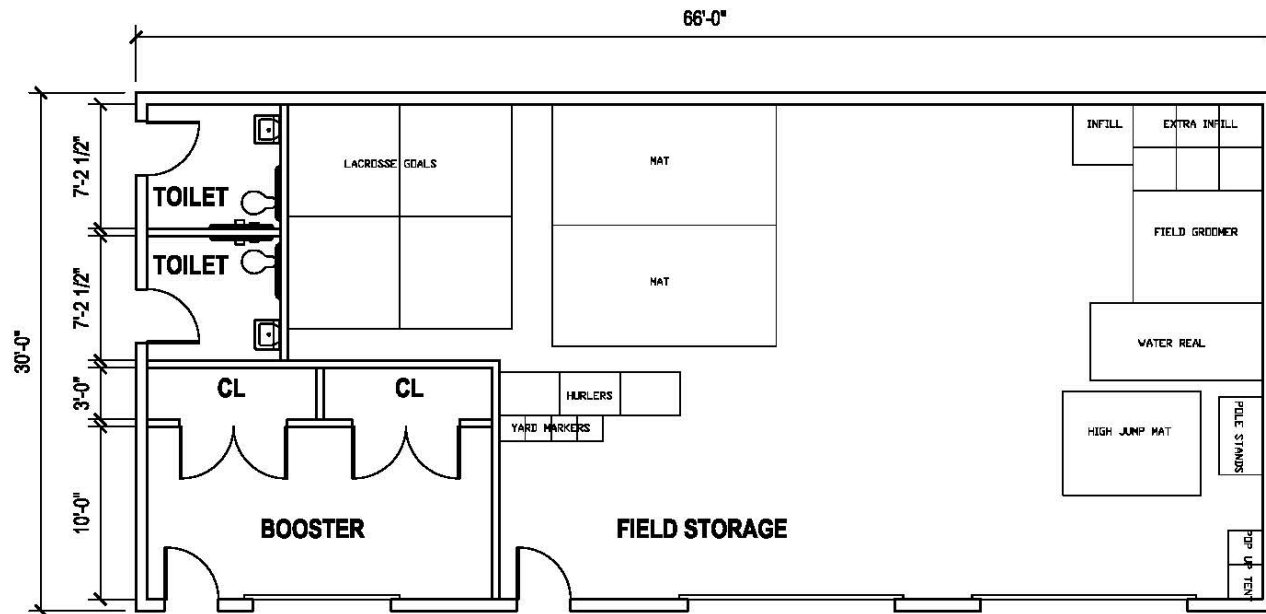 66'-0"
30'-0"
7'-2 1/2"
7'-2 1/2"
3'-0"
10'-0"
TOILET
TOILET
CL
CL
BOOSTER
FIELD STORAGE
LACROSSE GOALS
MAT
MAT
HURLERS
YARD MARKERS
INFILL
EXTRA INFILL
FIELD GROOMER
WATER REAL
HIGH JUMP MAT
POLE STANDS
POP UP TENT